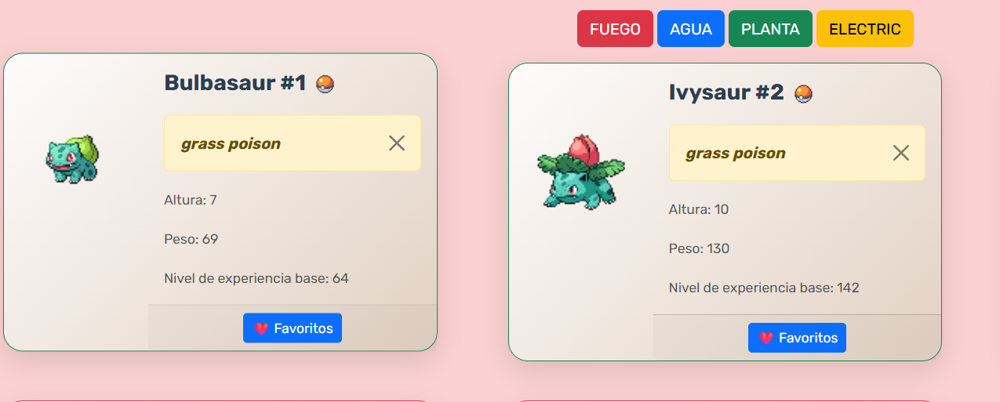 FUEGO AGUA PLANTA ELECTRIC
Bulbasaur #1
grass poison
Altura: 7
Peso: 69
Nivel de experiencia base: 64
Favoritos
Ivysaur #2
grass poison
Altura: 10
Peso: 130
Nivel de experiencia base: 142
Favoritos